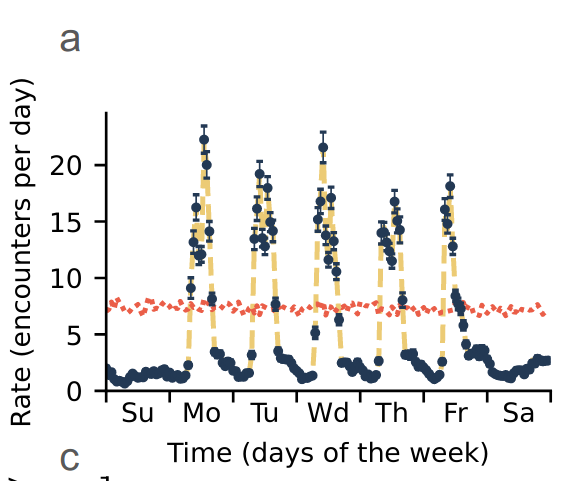 a
Rate (encounters per day)
20
15
10
5
0
Su Mo Tu Wd Th Fr Sa
Time (days of the week)
c